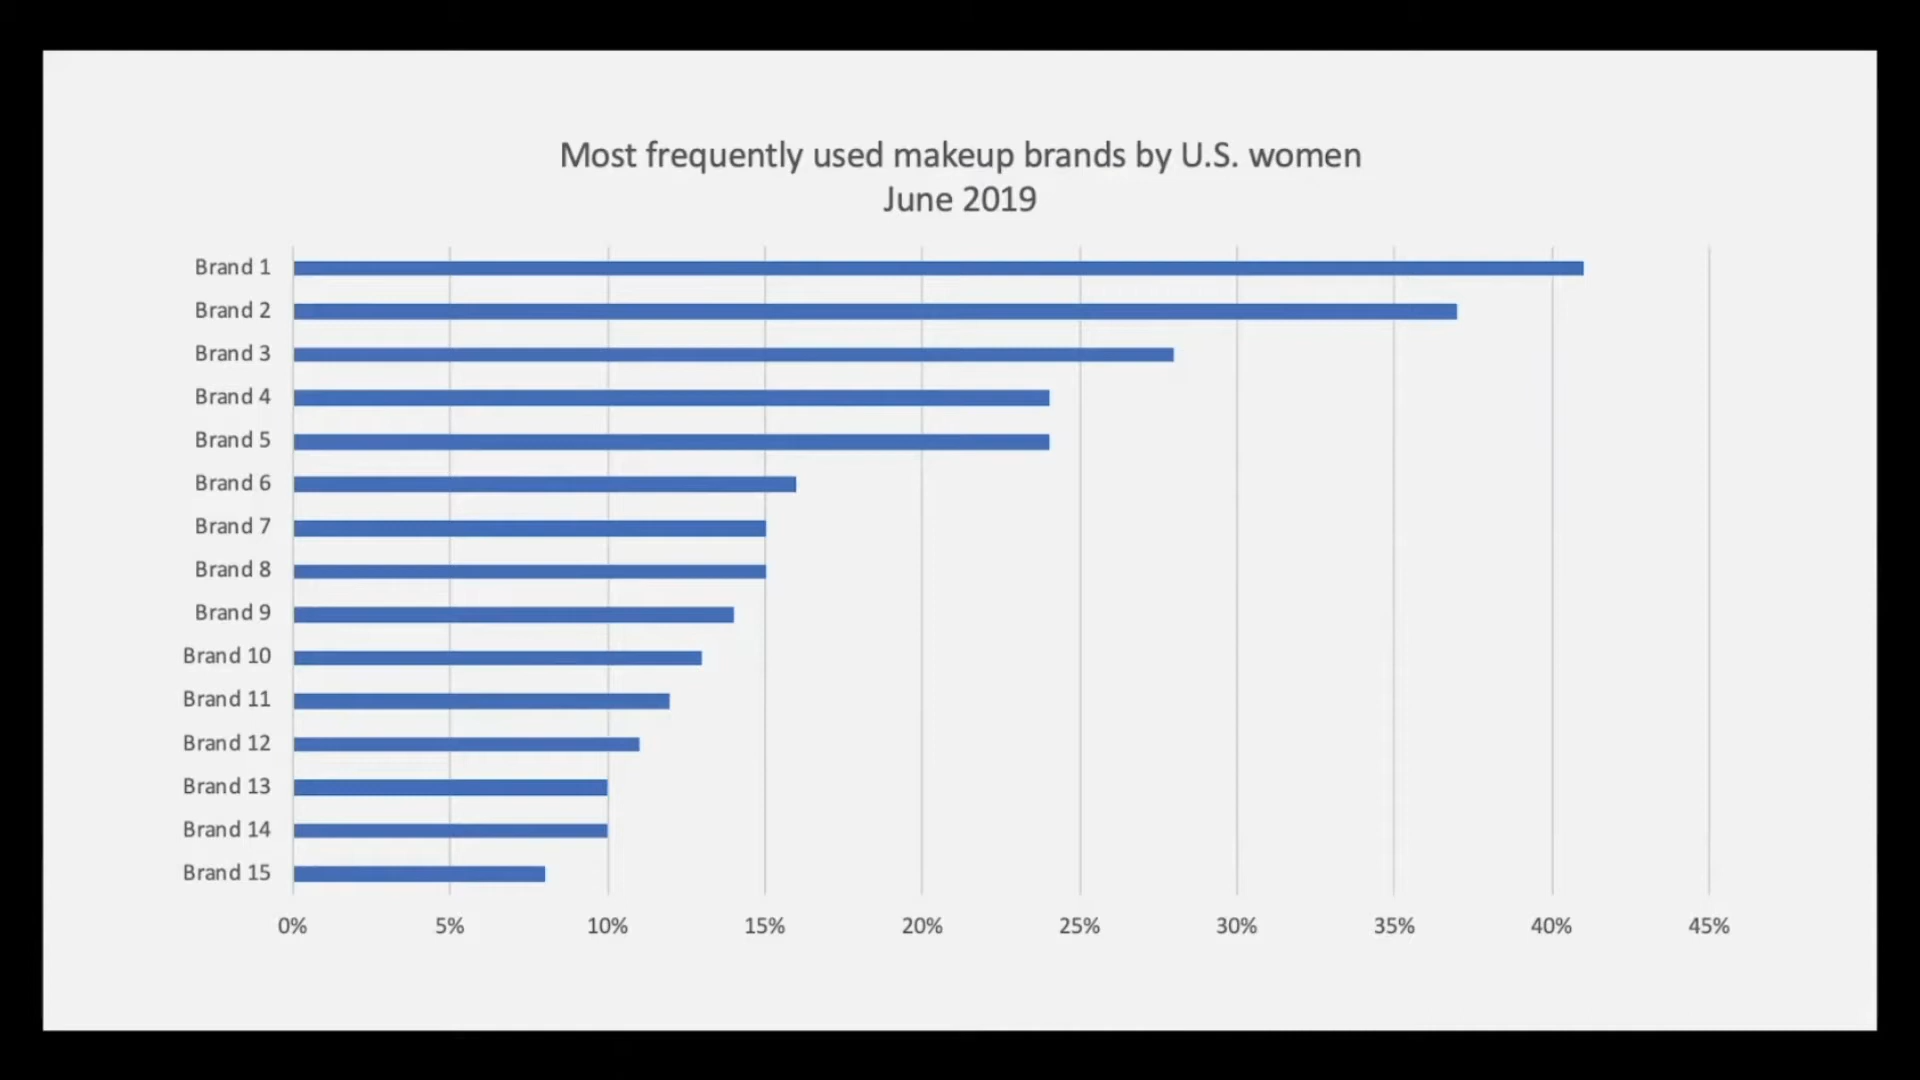 Most frequently used makeup brands by U.S. women
June 2019
Brand 1
Brand 2
Brand 3
Brand 4
Brand 5
Brand 6
Brand 7
Brand 8
Brand 9
Brand 10
Brand 11
Brand 12
Brand 13
Brand 14
Brand 15
0% 5% 10% 15% 20% 25% 30% 35% 40% 45%